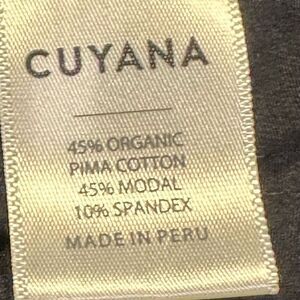 CUYANA
45% ORGANIC
PIMA COTTON
45% MODAL
10% SPANDEX
MADE IN PERU